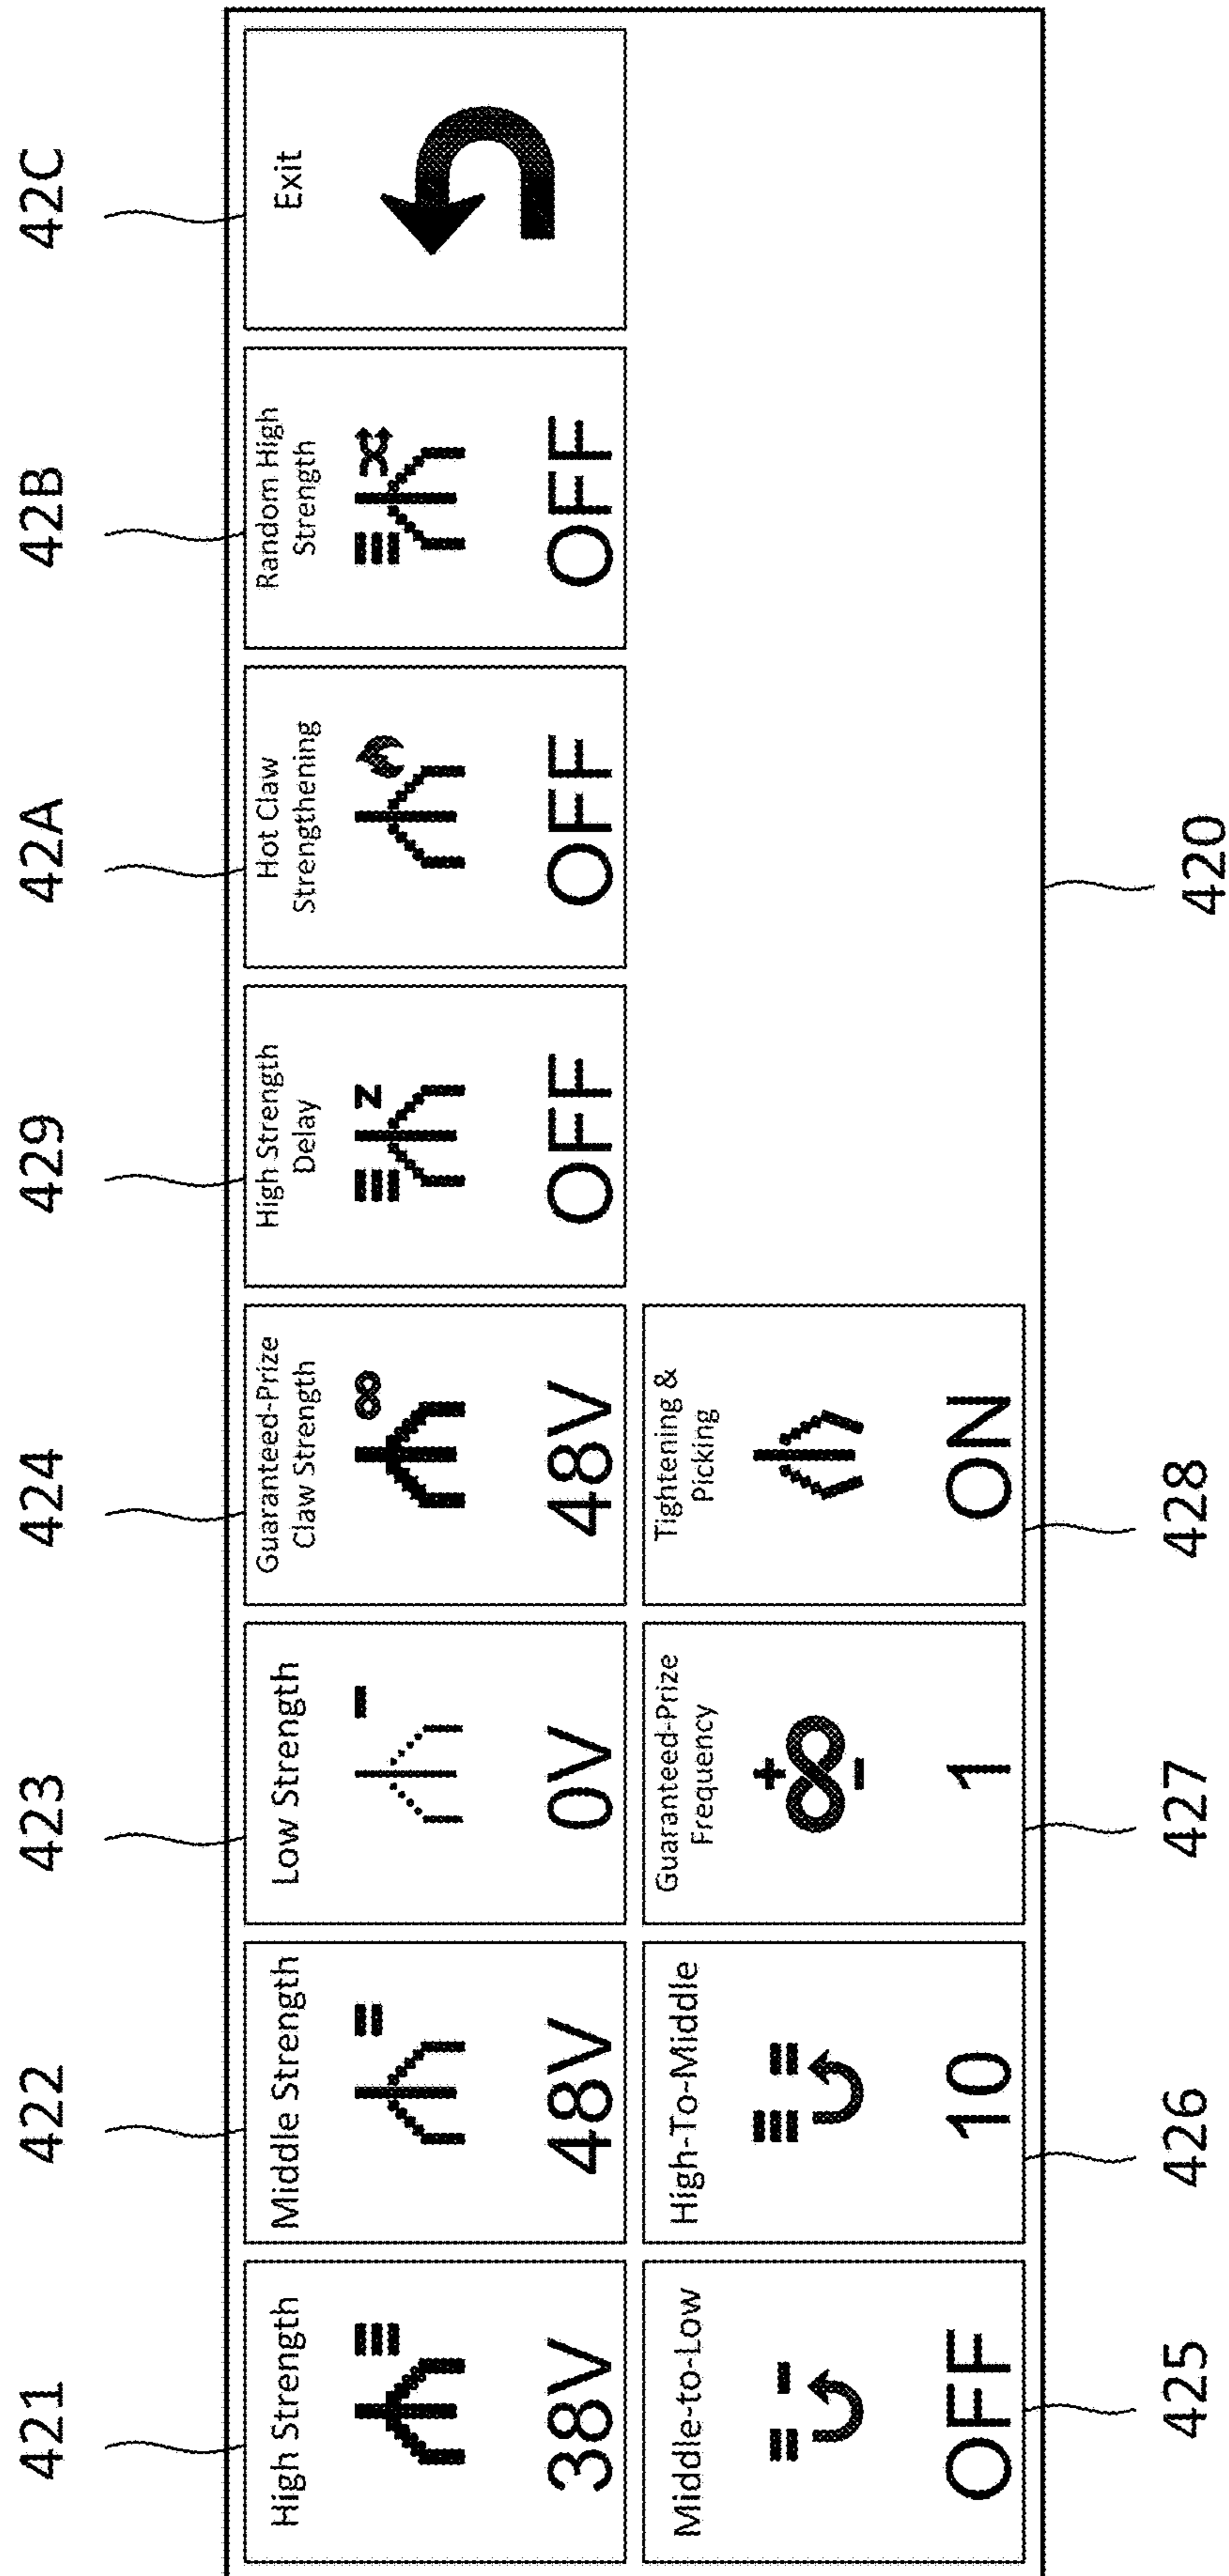 421
422
423
424
429
42A
42B
42C
High Strength
38V
Middle Strength
48V
Low Strength
0V
Guaranteed-Prize
Claw Strength
48V
High Strength
Delay
Z
OFF
Hot Claw
Strengthening
OFF
Random High
Strength
OFF
Exit
Middle-to-Low
OFF
High-To-Middle
10
Guaranteed-Prize
Frequency
1
Tightening &
Picking
ON
425
426
427
428
420